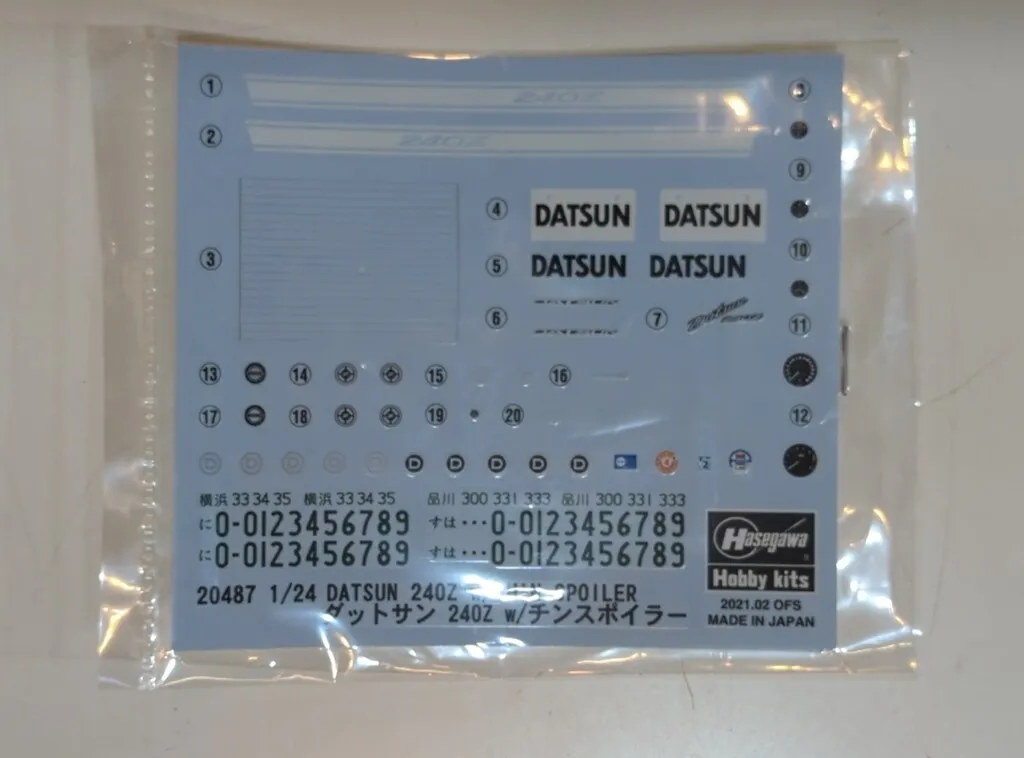 ① 240Z
② 240Z
③
④ DATSUN DATSUN
⑤ DATSUN DATSUN
⑥
⑦ Datsun
⑨
⑩
⑪
⑫
⑬ ⑭ ⑮ ⑯
⑰ ⑱ ⑲ ⑳
D D D D D D D D D D
横浜 33 34 35 横浜 33 34 35 品川 300 331 333 品川 300 331 333
に0-0123456789 すは···0-0123456789
に0-0123456789 すは···0-0123456789
20487 1/24 DATSUN 240Z SPOILER
ダットサン 240Z w/チンスポイラー
Hasegawa
Hobby kits
2021.02 OFS
MADE IN JAPAN